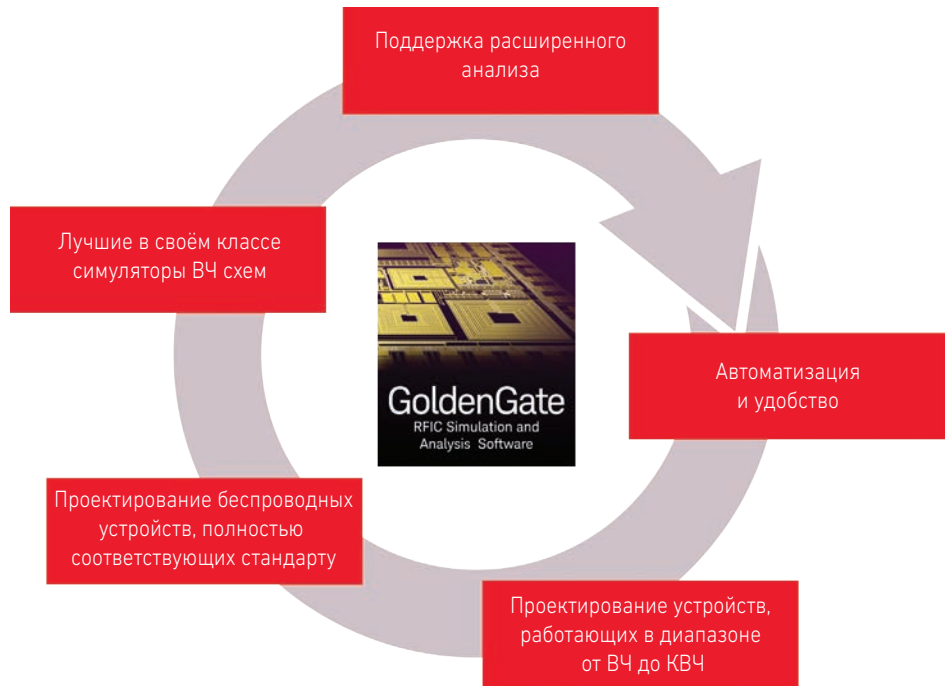 Поддержка расширенного
анализа
Лучшие в своём классе
симуляторы ВЧ схем
GoldenGate
RFIC Simulation and
Analysis Software
Автоматизация
и удобство
Проектирование беспроводных
устройств, полностью
соответствующих стандарту
Проектирование устройств,
работающих в диапазоне
от ВЧ до КВЧ